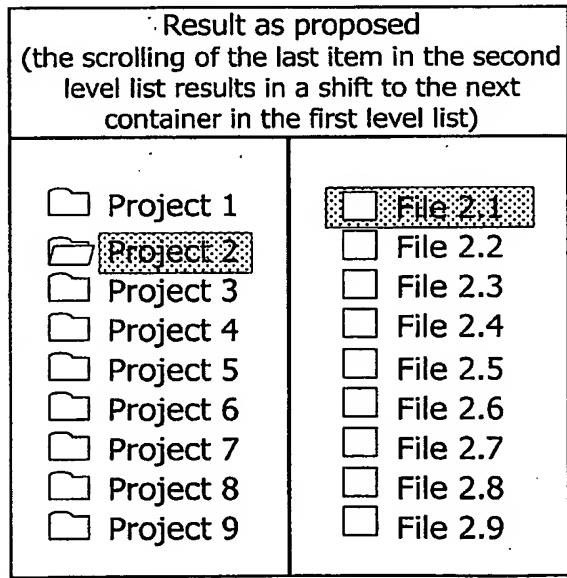 Result as proposed
(the scrolling of the last item in the second
level list results in a shift to the next
container in the first level list)
Project 1
Project 2
Project 3
Project 4
Project 5
Project 6
Project 7
Project 8
Project 9
File 2.1
File 2.2
File 2.3
File 2.4
File 2.5
File 2.6
File 2.7
File 2.8
File 2.9